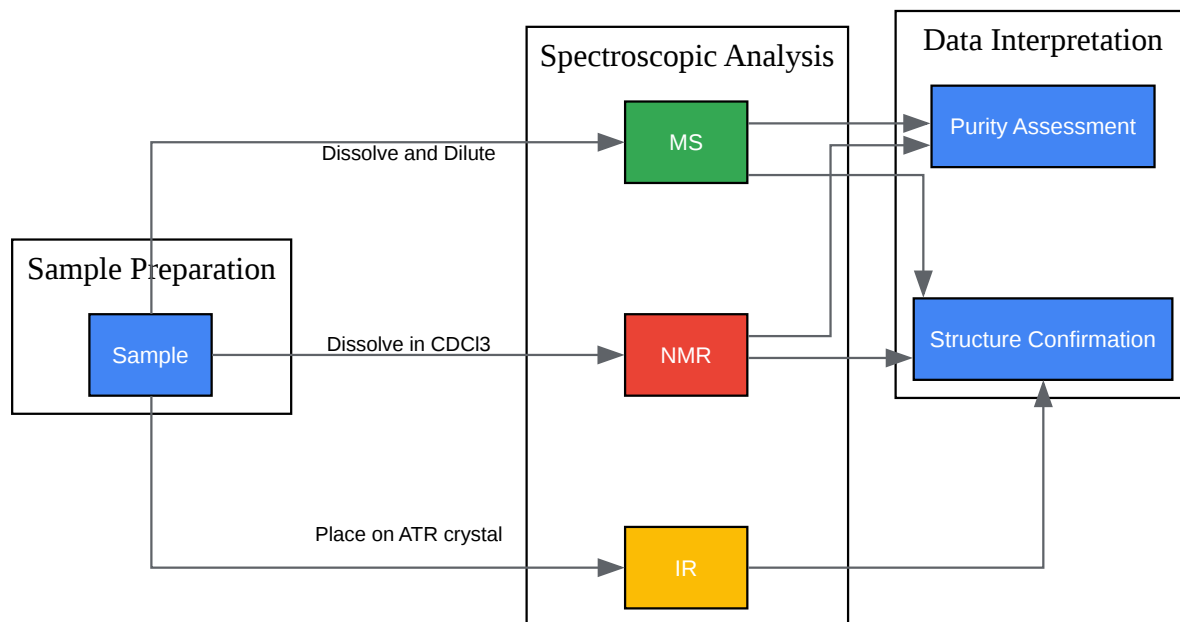 Sample Preparation
Sample
Dissolve and Dilute
Dissolve in CDCl3
Place on ATR crystal
Spectroscopic Analysis
MS
NMR
IR
Data Interpretation
Purity Assessment
Structure Confirmation